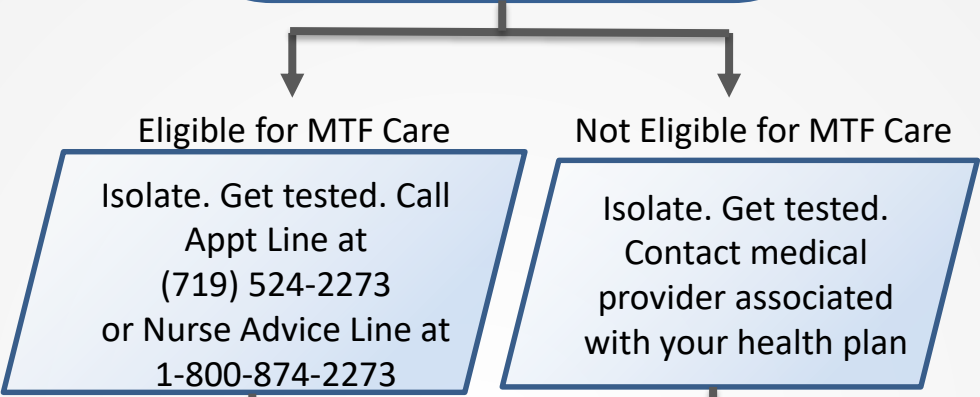 Eligible for MTF Care
Isolate. Get tested. Call
Appt Line at
(719) 524-2273
or Nurse Advice Line at
1-800-874-2273
Not Eligible for MTF Care
Isolate. Get tested.
Contact medical
provider associated
with your health plan